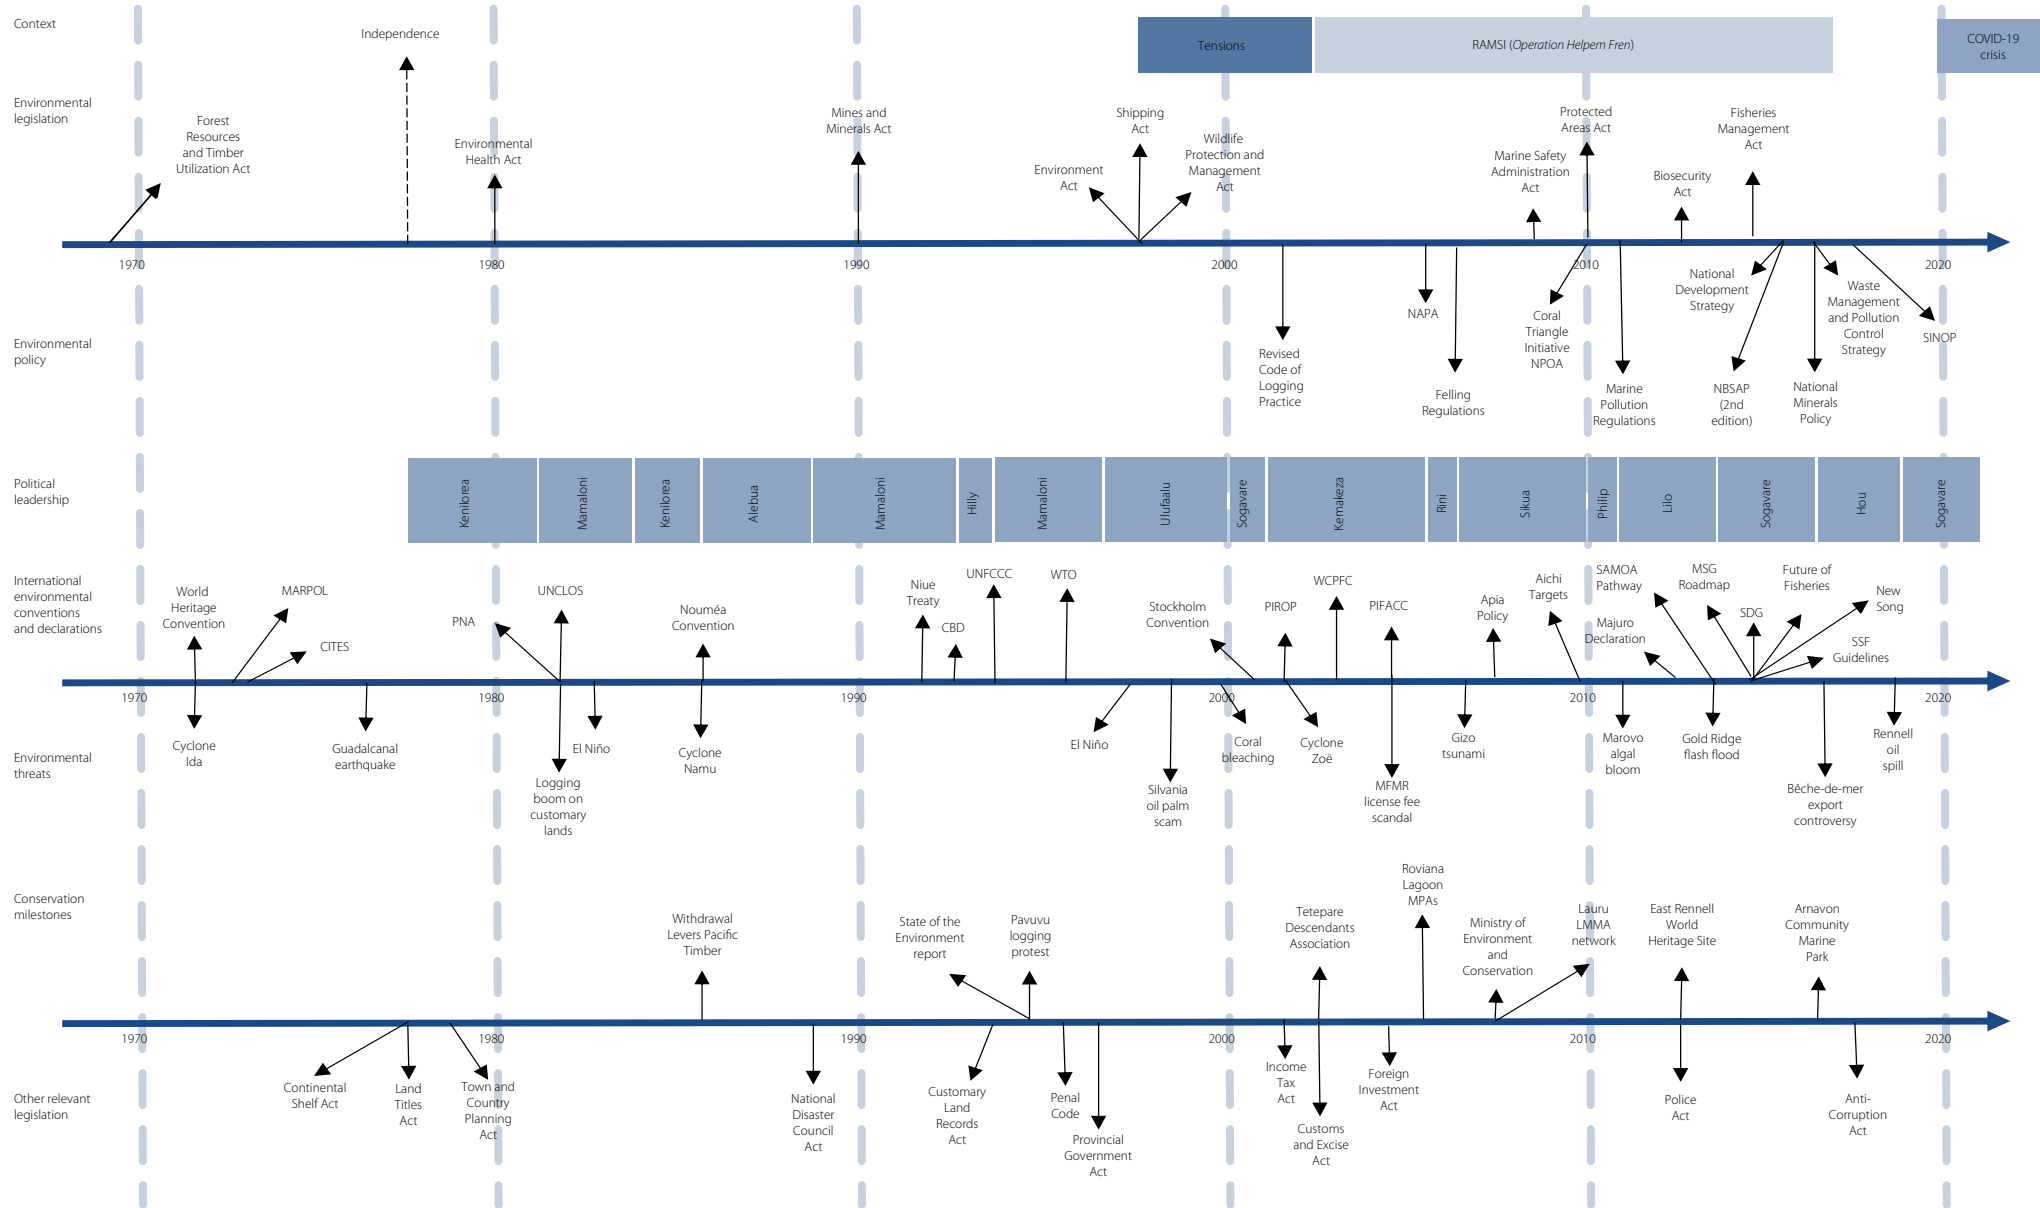 Context
Independence
Tensions
RAMSI (Operation Helpem Fren)
COVID-19
crisis
Environmental
legislation
Forest
Resources
and Timber
Utilization Act
Environmental
Health Act
Mines and
Minerals Act
Environment
Act
Shipping
Act
Wildlife
Protection and
Management
Act
Marine Safety
Administration
Act
Protected
Areas Act
Biosecurity
Act
Fisheries
Management
Act
1970
1980
1990
2000
2010
2020
Environmental
policy
Revised
Code of
Logging
Practice
NAPA
Felling
Regulations
Coral
Triangle
Initiative
NPOA
Marine
Pollution
Regulations
National
Development
Strategy
NBSAP
(2nd
edition)
National
Minerals
Policy
Waste
Management
and Pollution
Control
Strategy
SINOP
Political
leadership
Kenilorea
Mamaloni
Kenilorea
Alebua
Mamaloni
Hilly
Mamaloni
Ulufaalu
Sogavare
Kemakeza
Rini
Sikua
Philip
Lilo
Sogavare
Hou
Sogavare
International
environmental
conventions
and declarations
World
Heritage
Convention
MARPOL
CITES
PNA
UNCLOS
Nouméa
Convention
Niue
Treaty
CBD
UNFCCC
WTO
Stockholm
Convention
PIROP
WCPFC
PIFACC
Apia
Policy
Aichi
Targets
SAMOA
Pathway
Majuro
Declaration
MSG
Roadmap
SDG
Future of
Fisheries
New
Song
SSF
Guidelines
1970
1980
1990
2000
2010
2020
Environmental
threats
Cyclone
Ida
Guadalcanal
earthquake
Logging
boom on
customary
lands
El Niño
Cyclone
Namu
El Niño
Silvania
oil palm
scam
Coral
bleaching
Cyclone
Zoë
MFMR
license fee
scandal
Gizo
tsunami
Marovo
algal
bloom
Gold Ridge
flash flood
Bêche-de-mer
export
controversy
Rennell
oil
spill
Conservation
milestones
Withdrawal
Levers Pacific
Timber
State of the
Environment
report
Pavuvu
logging
protest
Tetepare
Descendants
Association
Roviana
Lagoon
MPAs
Ministry of
Environment
and
Conservation
Lauru
LMMA
network
East Rennell
World
Heritage Site
Arnavon
Community
Marine
Park
1970
1980
1990
2000
2010
2020
Other relevant
legislation
Continental
Shelf Act
Land
Titles
Act
Town and
Country
Planning
Act
National
Disaster
Council
Act
Customary
Land
Records
Act
Penal
Code
Provincial
Government
Act
Income
Tax
Act
Customs
and Excise
Act
Foreign
Investment
Act
Police
Act
Anti-
Corruption
Act